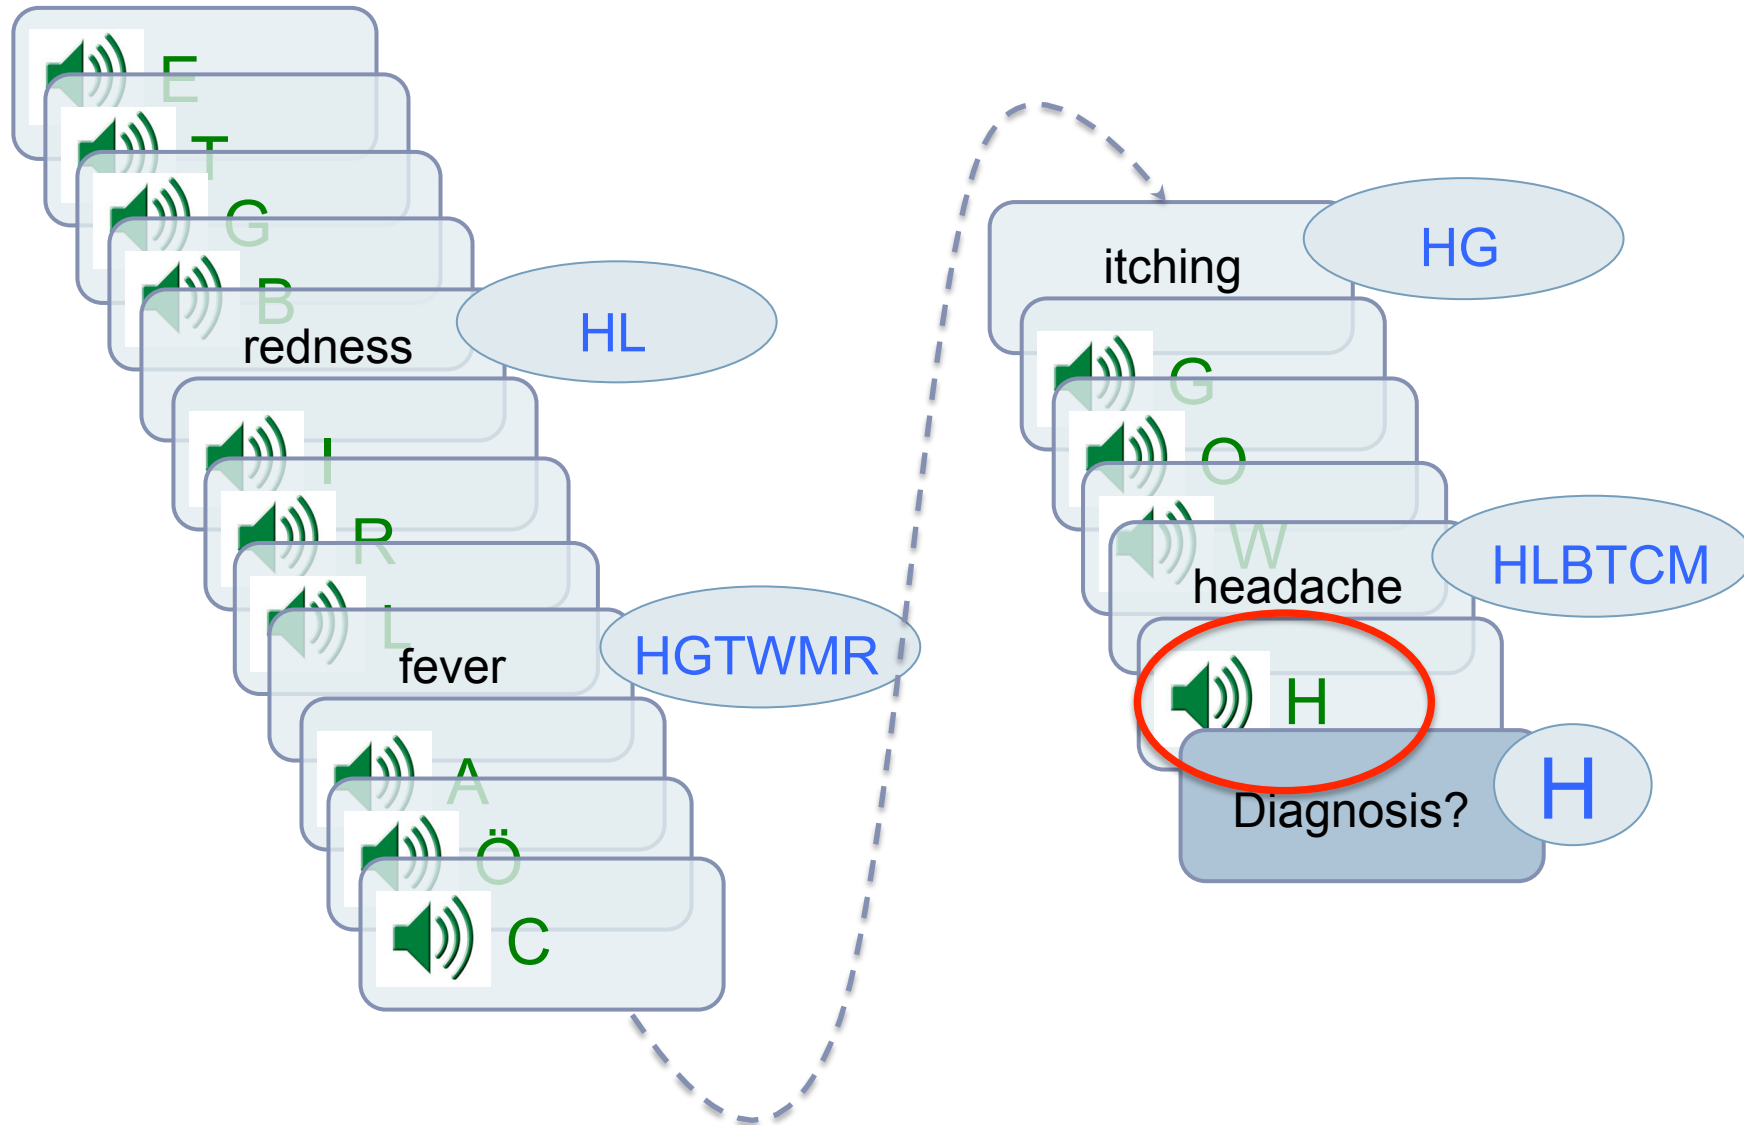 E
T
G
B
redness
HL
I
R
L
fever
HGTWMR
A
Ö
C
itching
HG
G
O
W
headache
HLBTCM
H
Diagnosis?
H